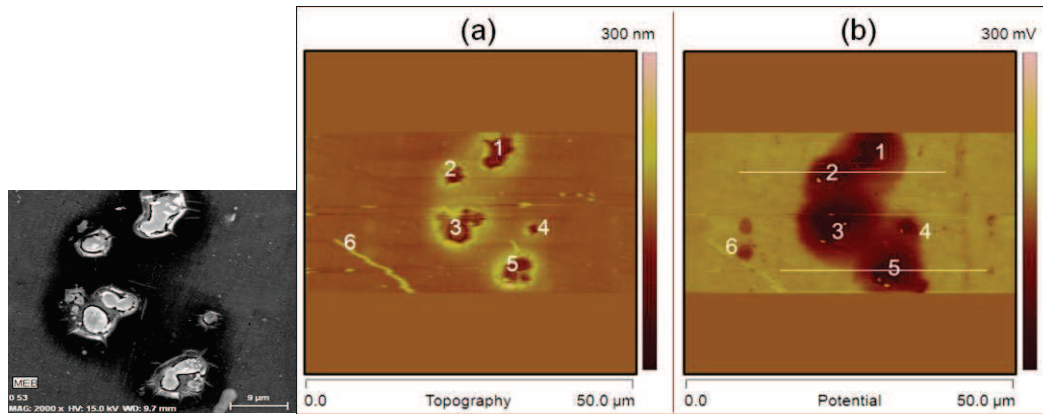 MEB
0 53
MAG: 2000 x HV: 15.0 kV WD: 9.7 mm
9 µm
(a)
300 nm
1
2
3
4
5
6
0.0 Topography 50.0 µm
(b)
300 mV
1
2
3
4
5
6
0.0 Potential 50.0 µm